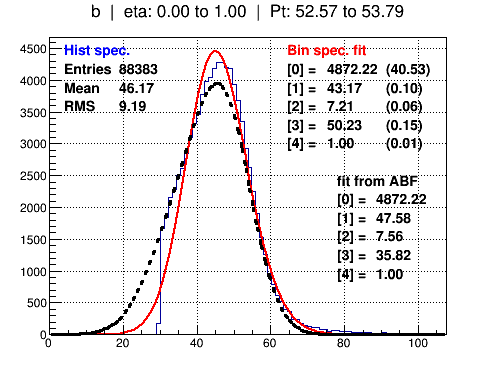 b | eta: 0.00 to 1.00 | Pt: 52.57 to 53.79
Hist spec.
Entries 88383
Mean 46.17
RMS 9.19
Bin spec. fit
[0] = 4872.22 (40.53)
[1] = 43.17 (0.10)
[2] = 7.21 (0.06)
[3] = 50.23 (0.15)
[4] = 1.00 (0.01)
fit from ABF
[0] = 4872.22
[1] = 47.58
[2] = 7.56
[3] = 35.82
[4] = 1.00
4500
4000
3500
3000
2500
2000
1500
1000
500
0
0 20 40 60 80 100